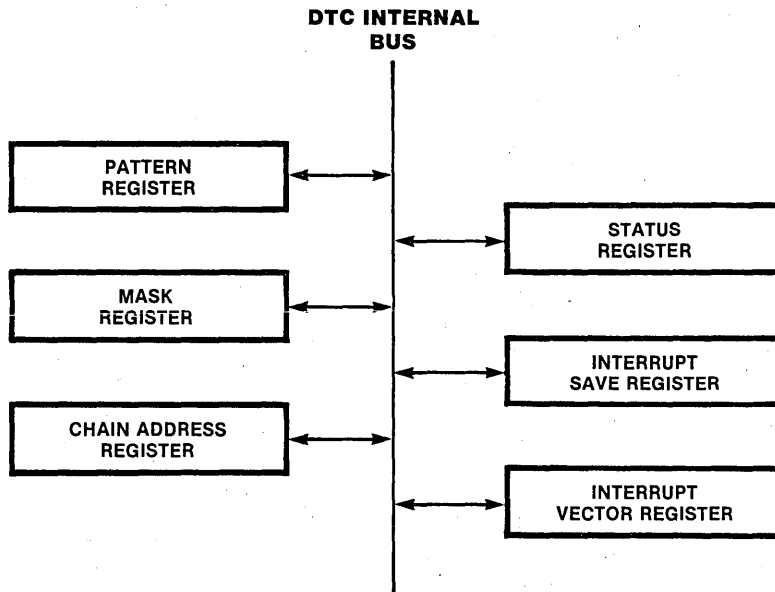 DTC INTERNAL
BUS
PATTERN
REGISTER
STATUS
REGISTER
MASK
REGISTER
INTERRUPT
SAVE REGISTER
CHAIN ADDRESS
REGISTER
INTERRUPT
VECTOR REGISTER